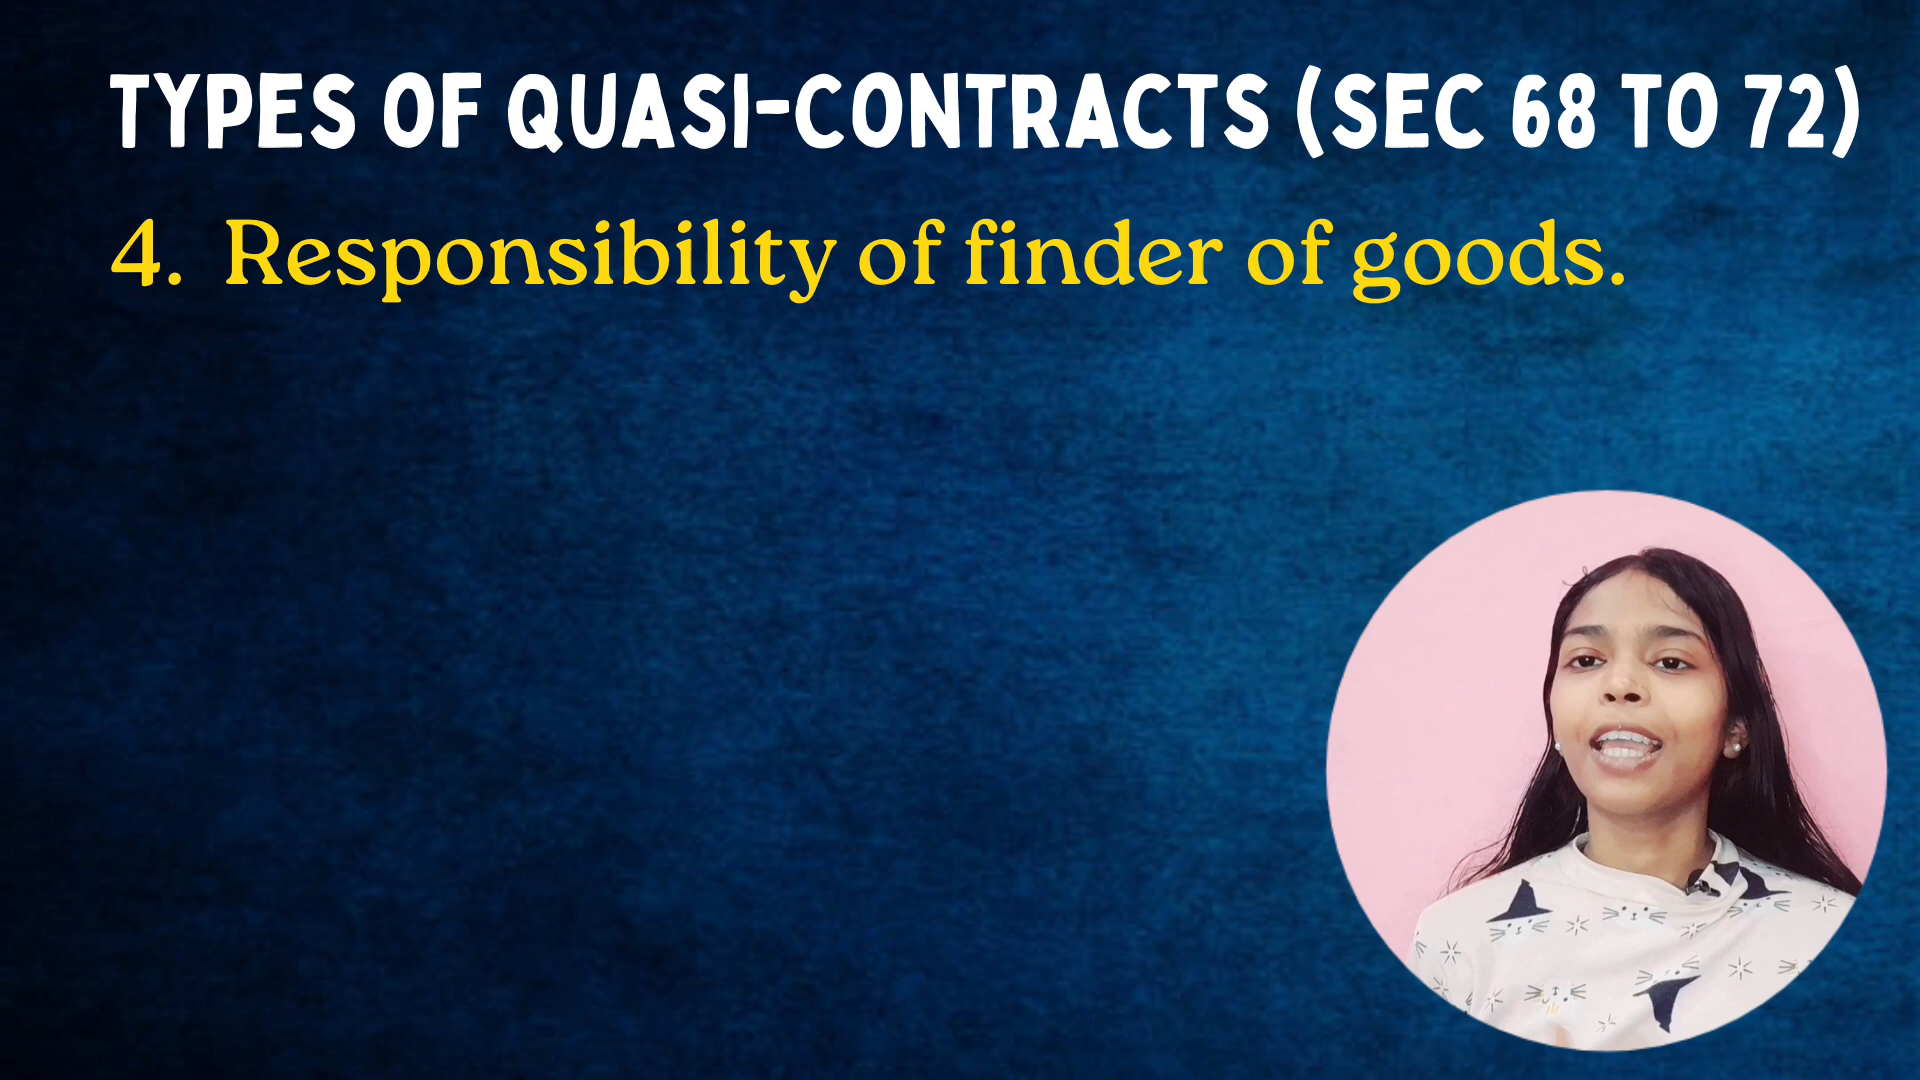 TYPES OF QUASI-CONTRACTS (SEC 68 TO 72)
4. Responsibility of finder of goods.